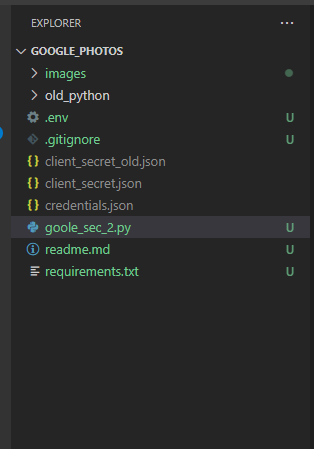 EXPLORER ···
GOOGLE_PHOTOS
images
old_python
.env U
.gitignore U
client_secret_old.json
client_secret.json
credentials.json
goole_sec_2.py U
readme.md U
requirements.txt U